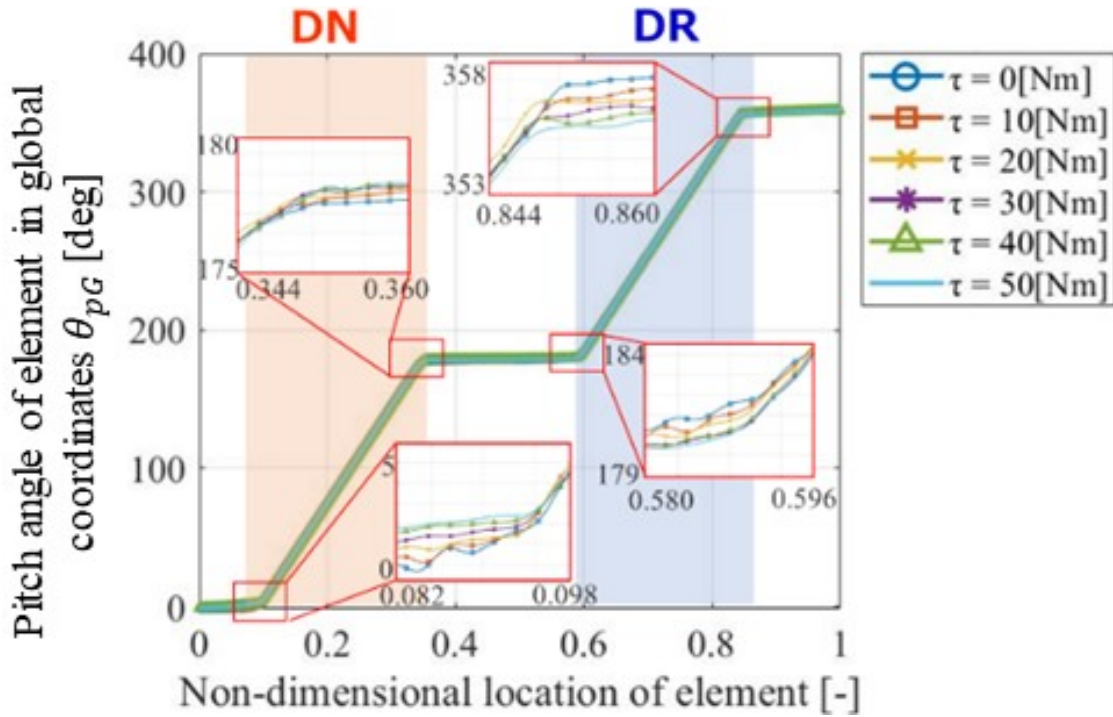 DN
DR
Pitch angle of element in global
coordinates θpG [deg]
400
300
200
100
0
0
0.2
0.4
0.6
0.8
1
Non-dimensional location of element [-]
180
175
0.344
0.360
358
353
0.844
0.860
184
179
0.580
0.596
5
0
0.082
0.098
τ = 0[Nm]
τ = 10[Nm]
τ = 20[Nm]
τ = 30[Nm]
τ = 40[Nm]
τ = 50[Nm]